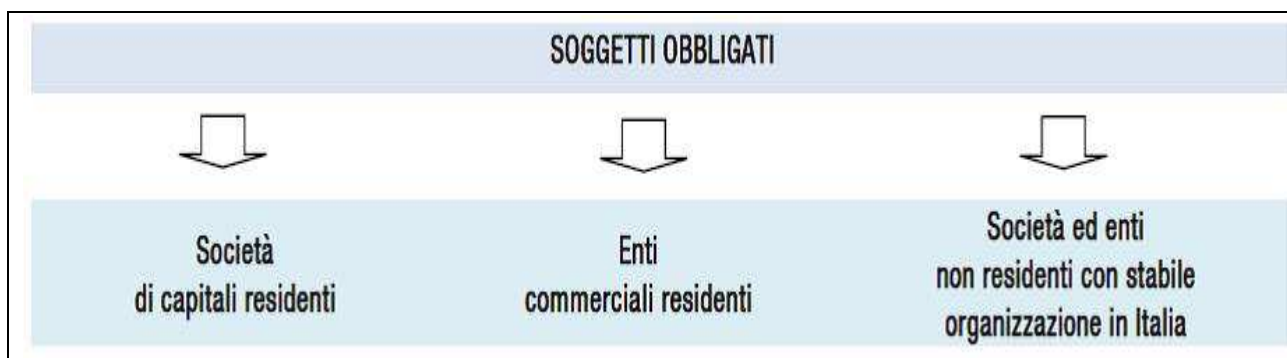 SOGGETTI OBBLIGATI
Società
di capitali residenti
Enti
commerciali residenti
Società ed enti
non residenti con stabile
organizzazione in Italia